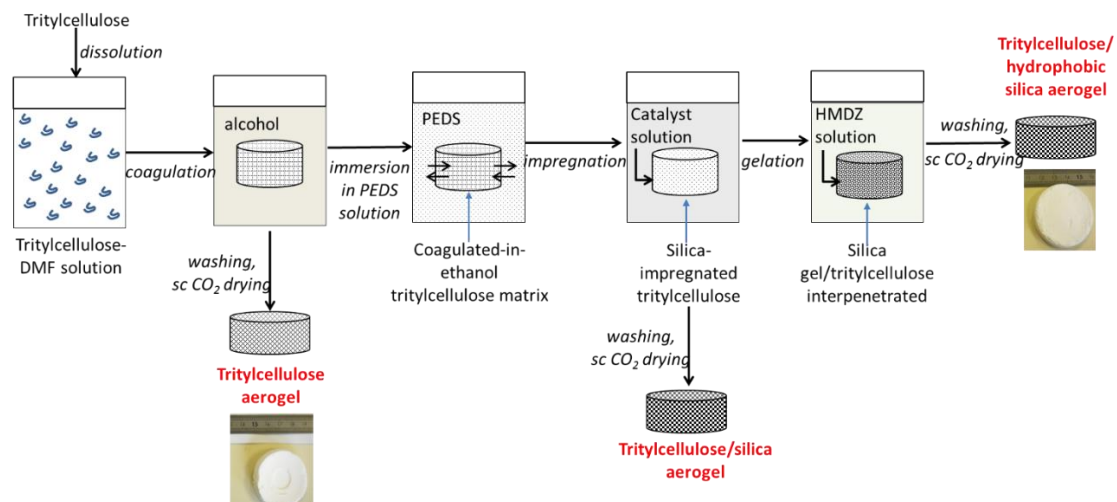 Tritylcellulose
dissolution
Tritylcellulose-
DMF solution
coagulation
alcohol
washing,
sc CO₂ drying
Tritylcellulose
aerogel
immersion
in PEDS
solution
PEDS
Coagulated-in-
ethanol
tritylcellulose matrix
impregnation
Catalyst
solution
Silica-
impregnated
tritylcellulose
washing,
sc CO₂ drying
Tritylcellulose/silica
aerogel
gelation
HMDZ
solution
Silica
gel/tritylcellulose
interpenetrated
washing,
sc CO₂ drying
Tritylcellulose/
hydrophobic
silica aerogel